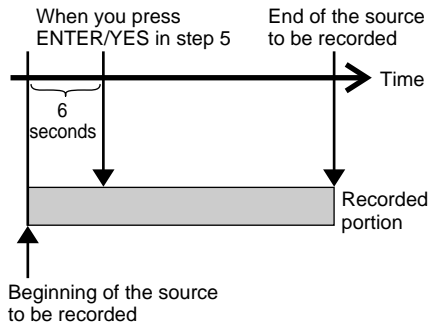 When you press
ENTER/YES in step 5
End of the source
to be recorded
Time
6
seconds
Recorded
portion
Beginning of the source
to be recorded